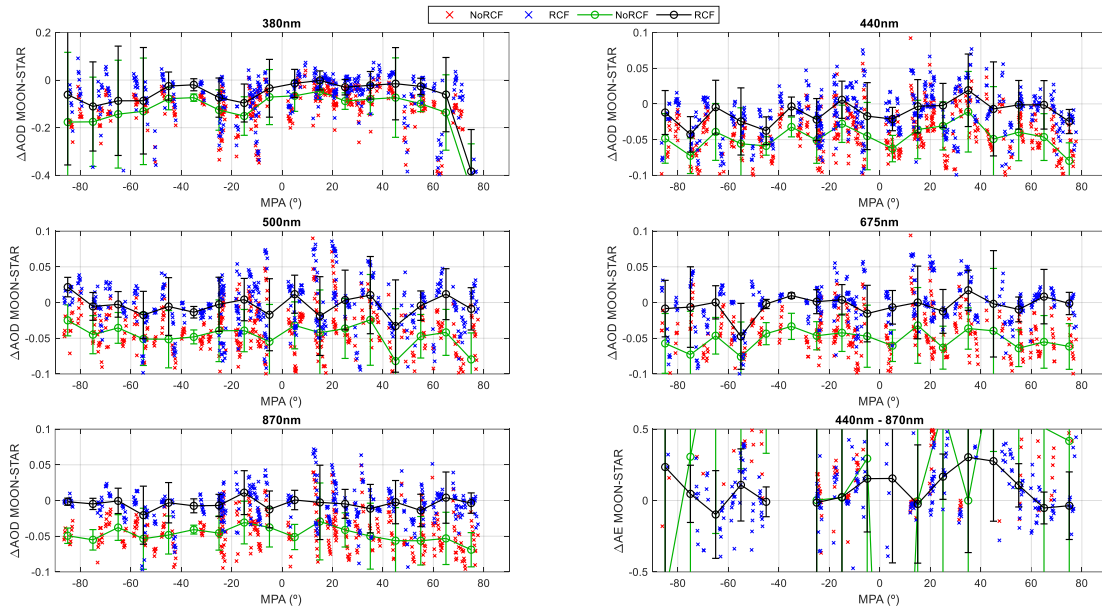 NoRCF RCF NoRCF RCF
380nm
0.2
0
-0.2
-0.4
ΔAOD MOON-STAR
-80 -60 -40 -20 0 20 40 60 80
MPA (º)
440nm
0.1
0.05
0
-0.05
-0.1
ΔAOD MOON-STAR
-80 -60 -40 -20 0 20 40 60 80
MPA (º)
500nm
0.1
0.05
0
-0.05
-0.1
ΔAOD MOON-STAR
-80 -60 -40 -20 0 20 40 60 80
MPA (º)
675nm
0.1
0.05
0
-0.05
-0.1
ΔAOD MOON-STAR
-80 -60 -40 -20 0 20 40 60 80
MPA (º)
870nm
0.1
0.05
0
-0.05
-0.1
ΔAOD MOON-STAR
-80 -60 -40 -20 0 20 40 60 80
MPA (º)
440nm - 870nm
0.5
0
-0.5
ΔAE MOON-STAR
-80 -60 -40 -20 0 20 40 60 80
MPA (º)